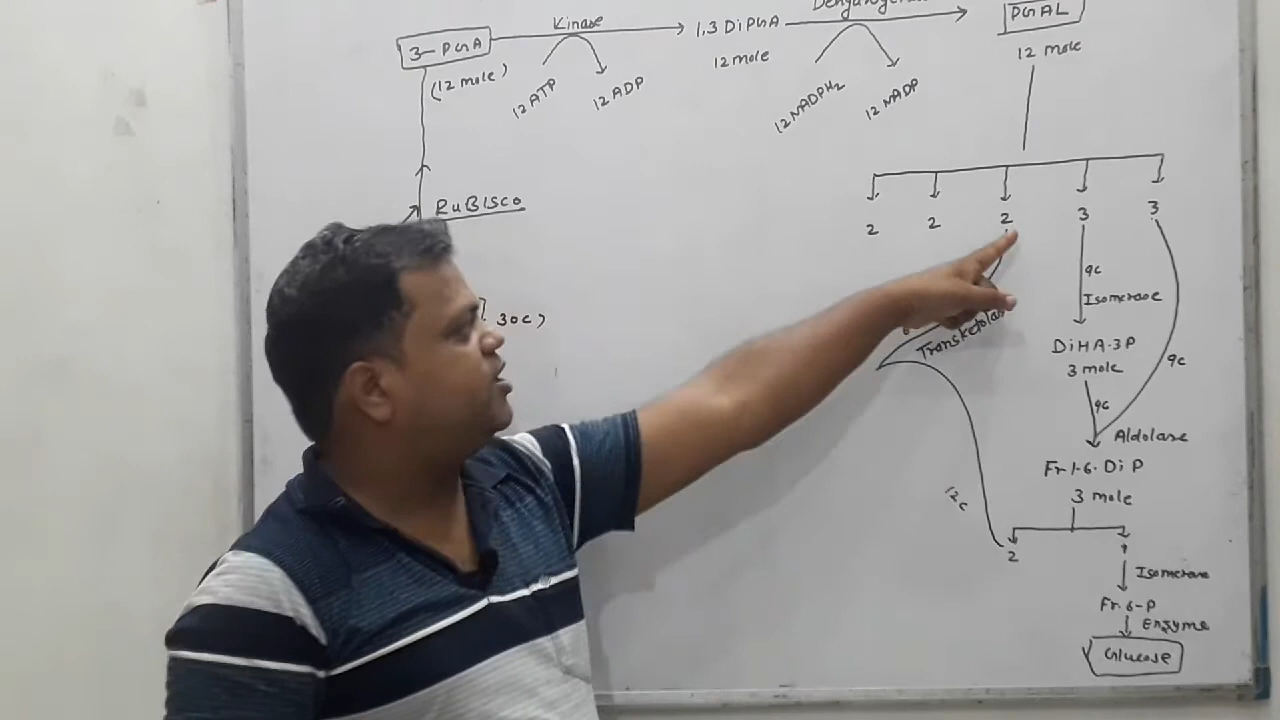 Kinase
3-PGA
1,3 DiPGA
PGAL
(12 mole)
12 mole
12 mole
12 ATP
12 ADP
12 NADPH₂
12 NADP
RuBisco
2 2 2 3 3
30c)
9c
Isomerase
Transketolase
DiHA-3P
3 mole
9c
9c
Aldolase
Fr 1-6-Di P
3 mole
12c
2
1
Isomerase
Fr-6-P
Enzyme
Glucose